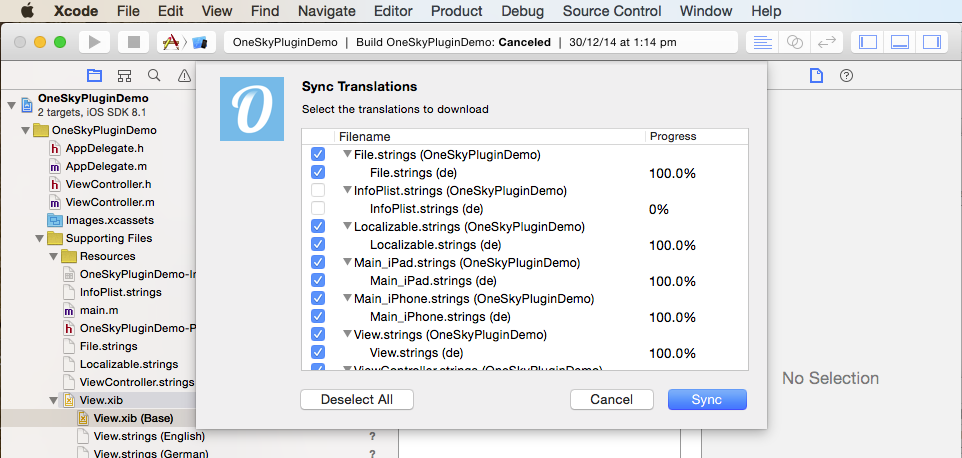 Xcode File Edit View Find Navigate Editor Product Debug Source Control Window Help
OneSkyPluginDemo | Build OneSkyPluginDemo: Canceled | 30/12/14 at 1:14 pm
OneSkyPluginDemo
2 targets, iOS SDK 8.1
OneSkyPluginDemo
h AppDelegate.h
m AppDelegate.m
h ViewController.h
m ViewController.m
Images.xcassets
Supporting Files
Resources
OneSkyPluginDemo-In
InfoPlist.strings
m main.m
h OneSkyPluginDemo-P
File.strings
Localizable.strings
ViewController.strings
View.xib
View.xib (Base)
View.strings (English) ?
View.strings (German) ?
O
Sync Translations
Select the translations to download
Filename Progress
File.strings (OneSkyPluginDemo)
File.strings (de) 100.0%
InfoPlist.strings (OneSkyPluginDemo)
InfoPlist.strings (de) 0%
Localizable.strings (OneSkyPluginDemo)
Localizable.strings (de) 100.0%
Main_iPad.strings (OneSkyPluginDemo)
Main_iPad.strings (de) 100.0%
Main_iPhone.strings (OneSkyPluginDemo)
Main_iPhone.strings (de) 100.0%
View.strings (OneSkyPluginDemo)
View.strings (de) 100.0%
ViewController.strings (OneSkyPluginDemo)
Deselect All Cancel Sync
No Selection